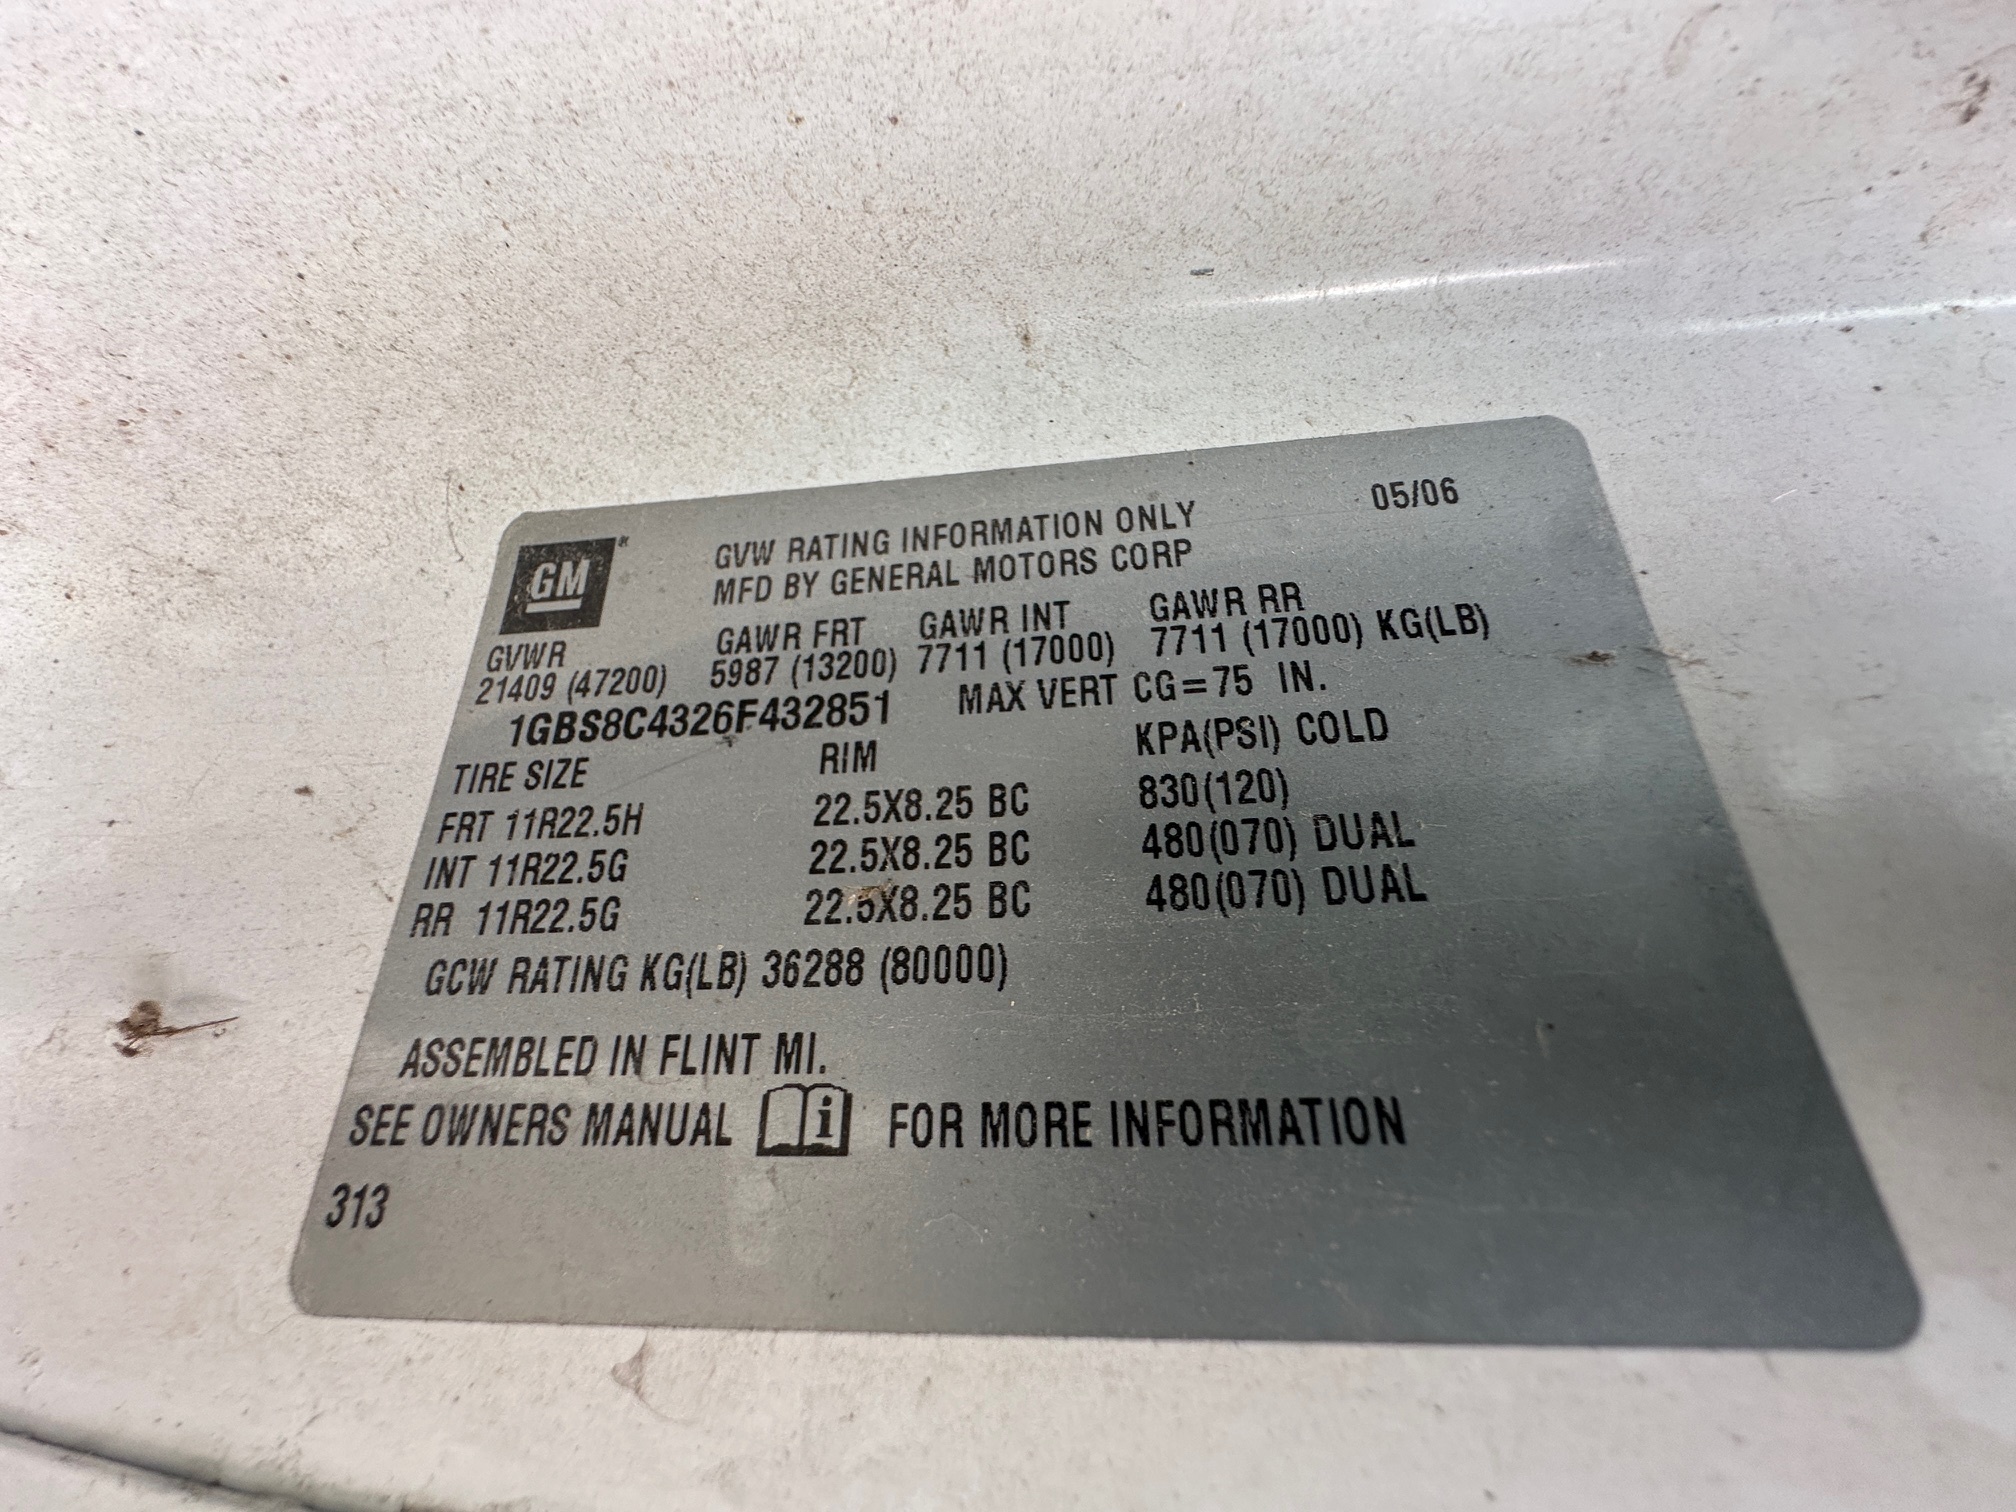 GM
GVW RATING INFORMATION ONLY 05/06
MFD BY GENERAL MOTORS CORP
GVWR GAWR FRT GAWR INT GAWR RR
21409 (47200) 5987 (13200) 7711 (17000) 7711 (17000) KG(LB)
1GBS8C4326F432851 MAX VERT CG=75 IN.
TIRE SIZE RIM KPA(PSI) COLD
FRT 11R22.5H 22.5X8.25 BC 830(120)
INT 11R22.5G 22.5X8.25 BC 480(070) DUAL
RR 11R22.5G 22.5X8.25 BC 480(070) DUAL
GCW RATING KG(LB) 36288 (80000)
ASSEMBLED IN FLINT MI.
SEE OWNERS MANUAL i FOR MORE INFORMATION
313